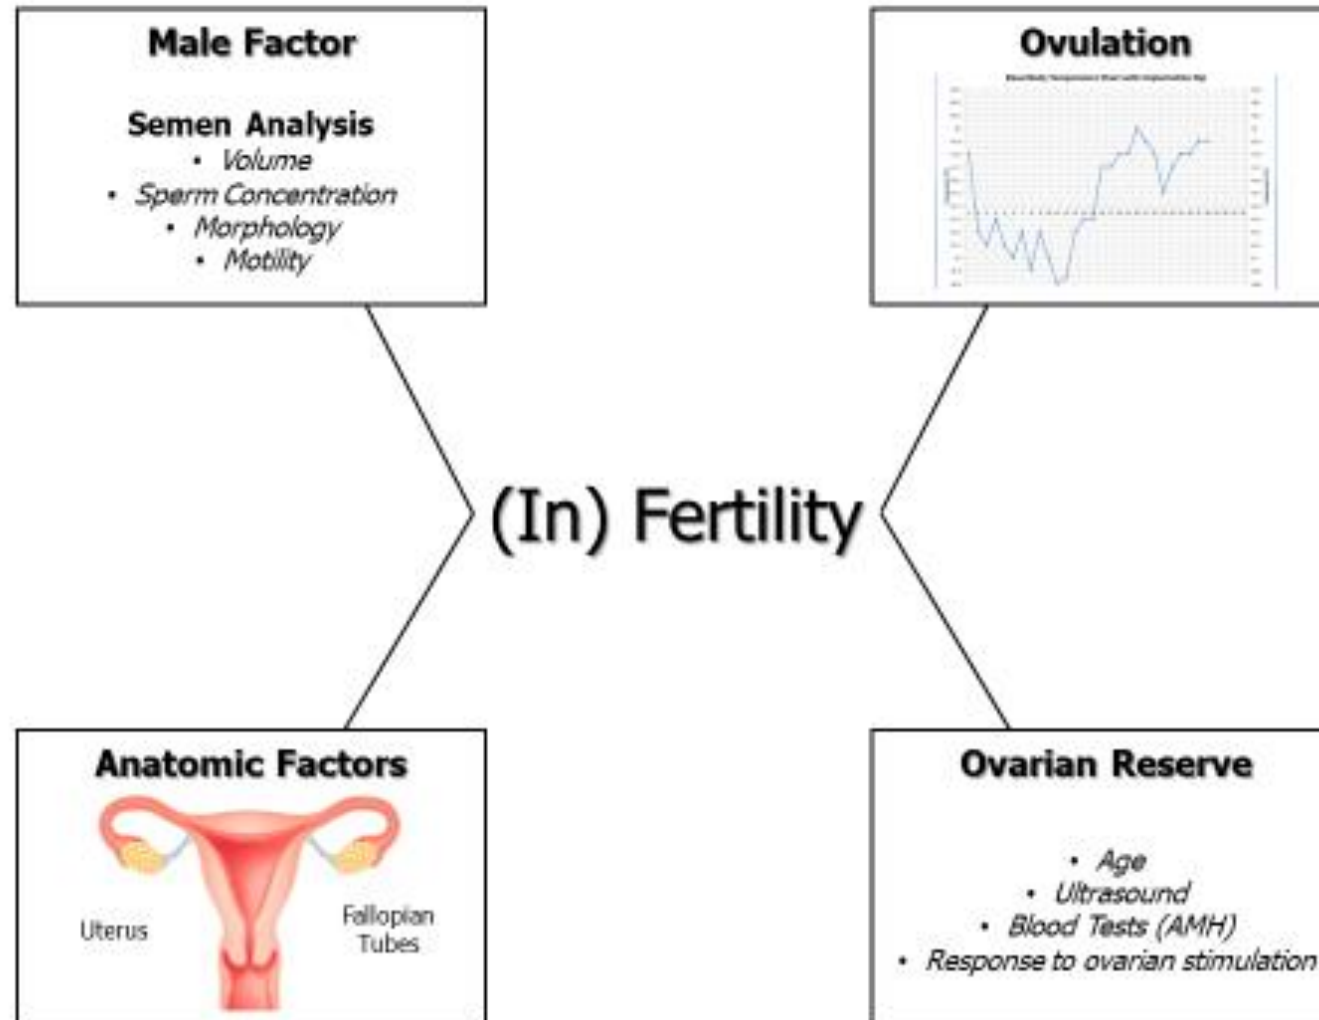 Male Factor
Semen Analysis
• Volume
• Sperm Concentration
• Morphology
• Motility
Ovulation
(In) Fertility
Anatomic Factors
Uterus
Fallopian
Tubes
Ovarian Reserve
• Age
• Ultrasound
• Blood Tests (AMH)
• Response to ovarian stimulation